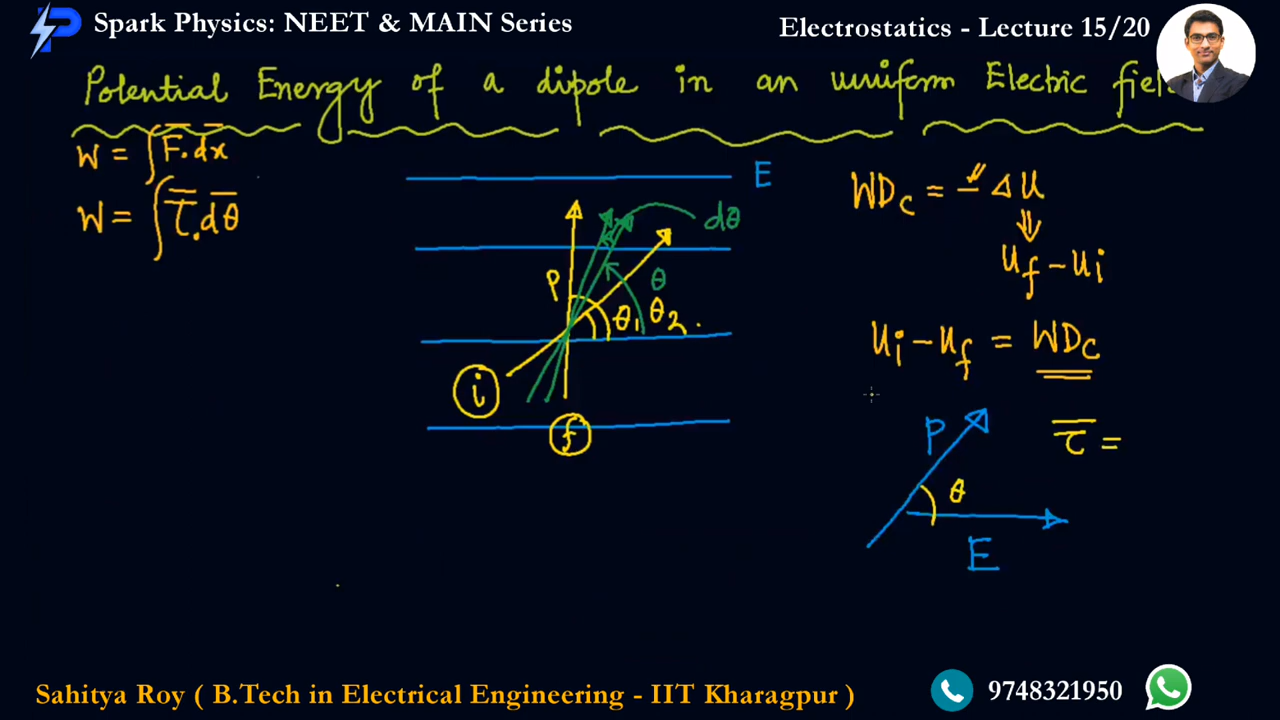 Spark Physics: NEET & MAIN Series
Electrostatics - Lecture 15/20
Potential Energy of a dipole in an uniform Electric fiel
W = ∫F̅.dx̅
W = ∫τ̅.dθ̅
E
dθ
P
θ
θ₁ θ₂
i
f
WDc = - ΔU
⇓
Uf - Ui
Ui - Uf = WDc
P
τ̅ =
θ
E
Sahitya Roy ( B.Tech in Electrical Engineering - IIT Kharagpur )
9748321950